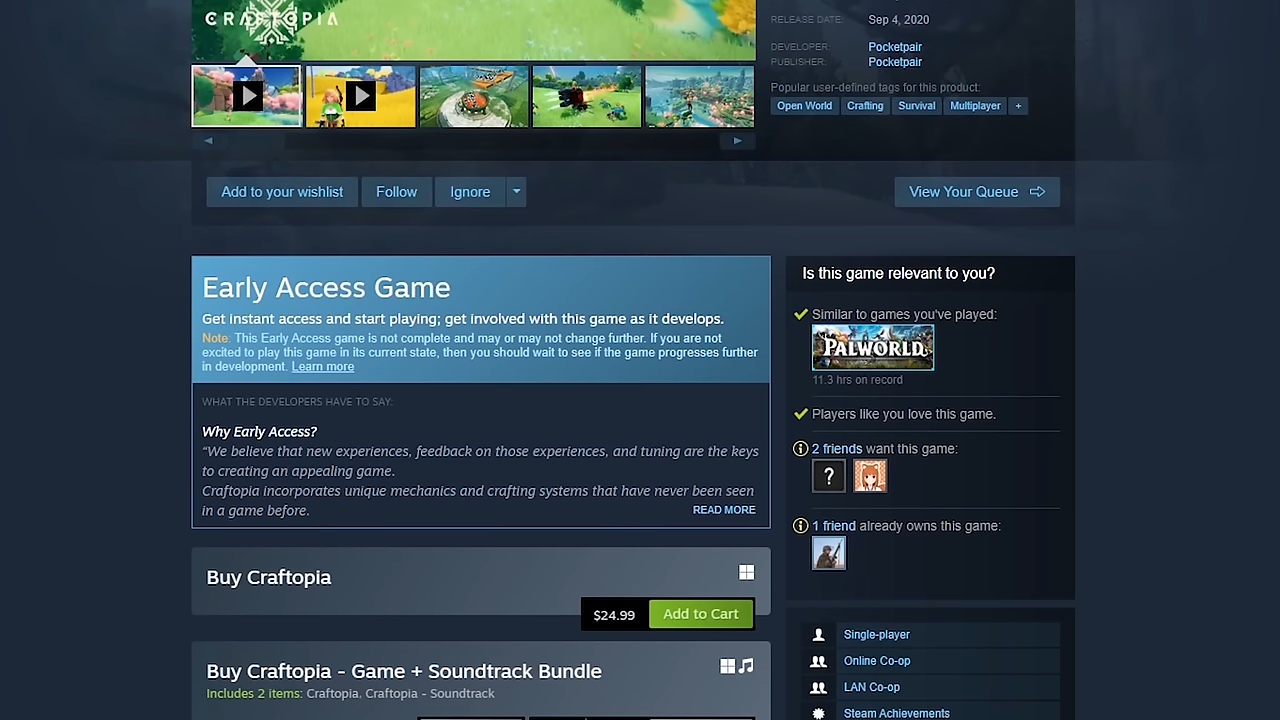 CRAFTOPIA
RELEASE DATE: Sep 4, 2020
DEVELOPER: Pocketpair
PUBLISHER: Pocketpair
Popular user-defined tags for this product:
Open World Crafting Survival Multiplayer +
Add to your wishlist Follow Ignore View Your Queue
Early Access Game
Get instant access and start playing; get involved with this game as it develops.
Note: This Early Access game is not complete and may or may not change further. If you are not
excited to play this game in its current state, then you should wait to see if the game progresses further
in development. Learn more
WHAT THE DEVELOPERS HAVE TO SAY:
Why Early Access?
“We believe that new experiences, feedback on those experiences, and tuning are the keys
to creating an appealing game.
Craftopia incorporates unique mechanics and crafting systems that have never been seen
in a game before.
READ MORE
Buy Craftopia
$24.99 Add to Cart
Buy Craftopia - Game + Soundtrack Bundle
Includes 2 items: Craftopia, Craftopia - Soundtrack
Is this game relevant to you?
Similar to games you've played:
PALWORLD
11.3 hrs on record
Players like you love this game.
2 friends want this game:
?
1 friend already owns this game:
Single-player
Online Co-op
LAN Co-op
Steam Achievements